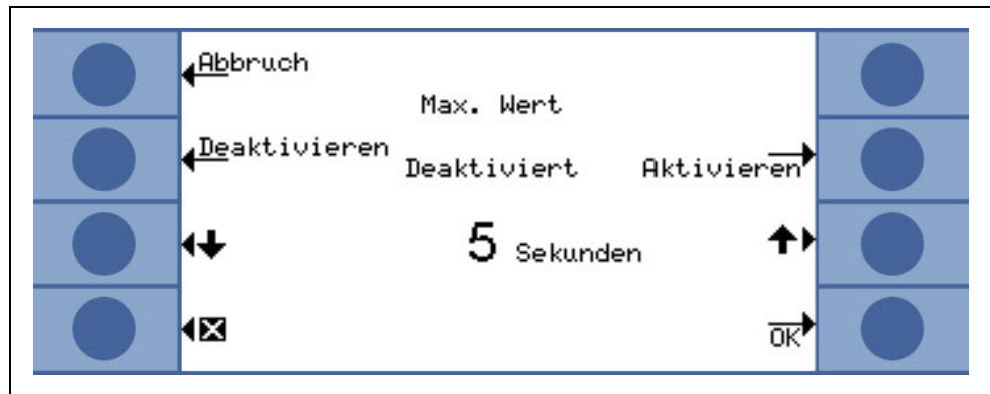 Abbruch
Max. Wert
Deaktivieren
Deaktiviert Aktivieren
5 Sekunden
OK